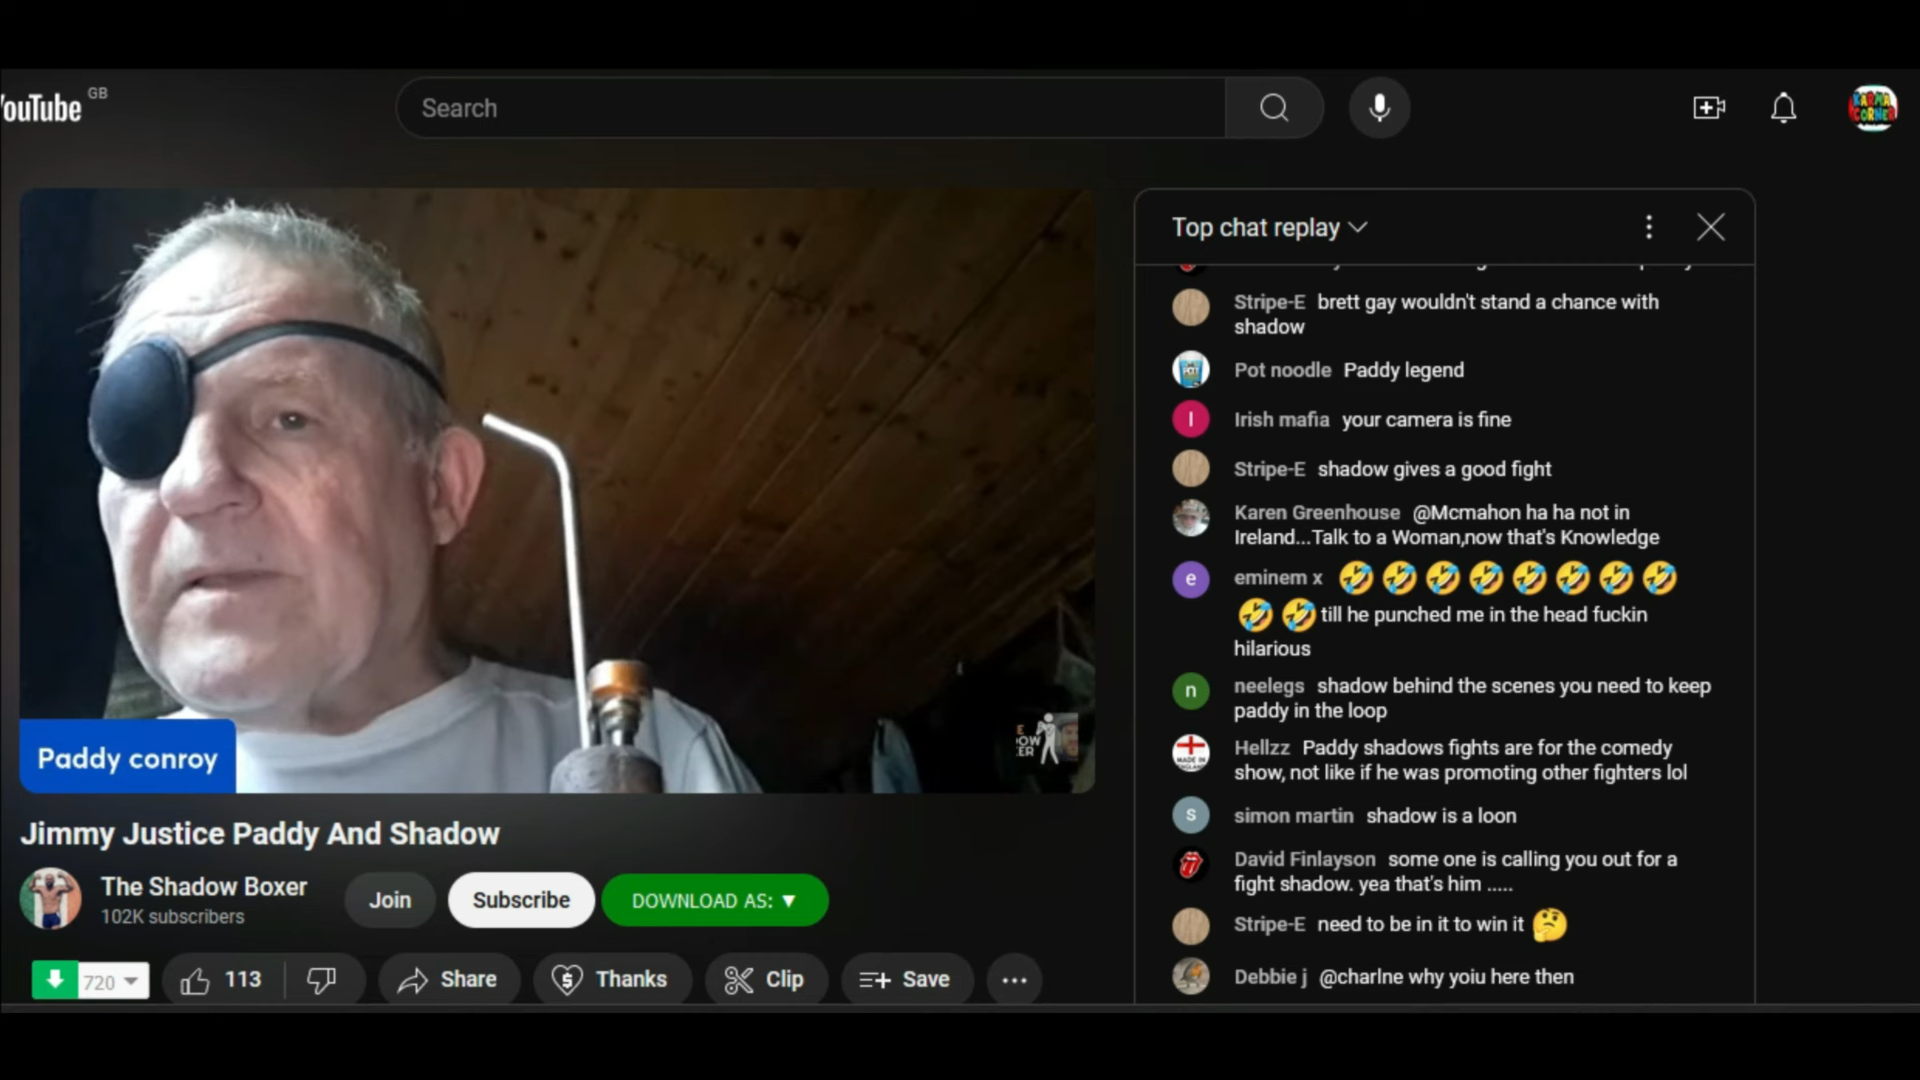 YouTube GB
Search
KARMA
CORNER
Paddy conroy
Jimmy Justice Paddy And Shadow
The Shadow Boxer
102K subscribers
Join
Subscribe
DOWNLOAD AS: ▼
720
113
Share
Thanks
Clip
Save
Top chat replay
Stripe-E brett gay wouldn't stand a chance with
shadow
Pot noodle Paddy legend
I
Irish mafia your camera is fine
Stripe-E shadow gives a good fight
Karen Greenhouse @Mcmahon ha ha not in
Ireland...Talk to a Woman,now that's Knowledge
e
eminem x 🤣🤣🤣🤣🤣🤣🤣🤣
🤣🤣till he punched me in the head fuckin
hilarious
n
neelegs shadow behind the scenes you need to keep
paddy in the loop
MADE IN
ENGLAND
Hellzz Paddy shadows fights are for the comedy
show, not like if he was promoting other fighters lol
s
simon martin shadow is a loon
David Finlayson some one is calling you out for a
fight shadow. yea that's him .....
Stripe-E need to be in it to win it 🤔
Debbie j @charlne why yoiu here then